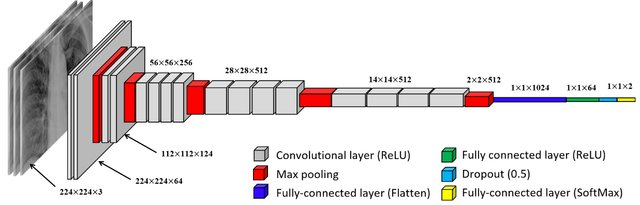 56×56×256
28×28×512
14×14×512
2×2×512
1×1×1024
1×1×64
1×1×2
112×112×124
224×224×64
224×224×3
Convolutional layer (ReLU)
Max pooling
Fully-connected layer (Flatten)
Fully connected layer (ReLU)
Dropout (0.5)
Fully-connected layer (SoftMax)